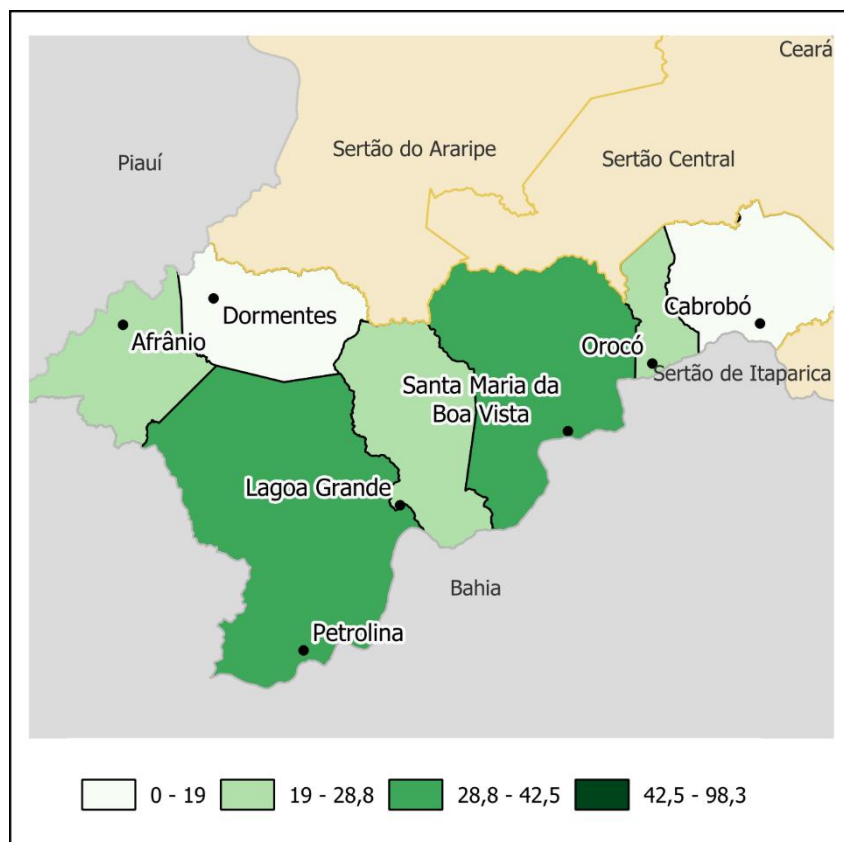 Ceará
Sertão do Araripe
Sertão Central
Piauí
Dormentes
Cabrobó
Afrânio
Orocó
Sertão de Itaparica
Santa Maria da
Boa Vista
Lagoa Grande
Bahia
Petrolina
0 - 19
19 - 28,8
28,8 - 42,5
42,5 - 98,3